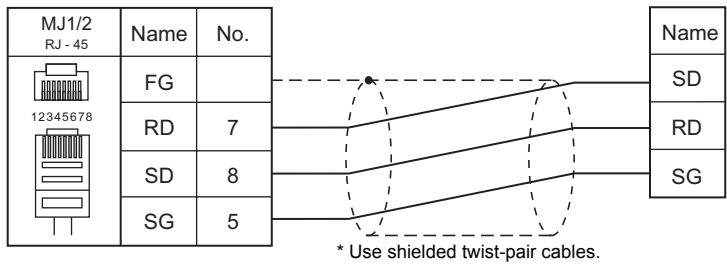 MJ1/2
RJ - 45
Name
No.
Name
FG
SD
12345678
RD
7
RD
SD
8
SG
SG
5
* Use shielded twist-pair cables.